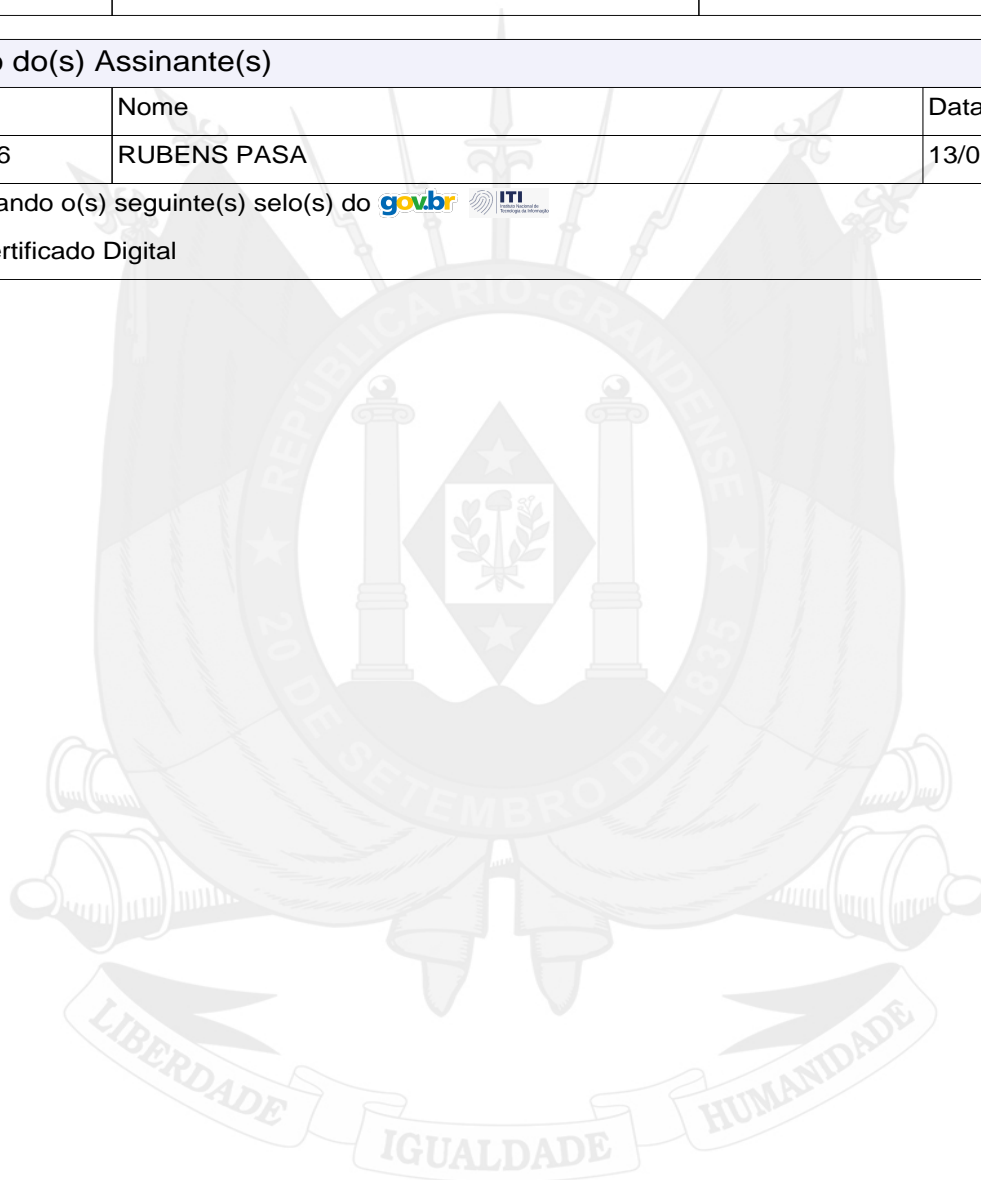 o do(s) Assinante(s)
Nome Data
6 RUBENS PASA 13/0
ando o(s) seguinte(s) selo(s) do gov.br ITI
rtificado Digital
REPÚBLICA RIO-GRANDENSE
20 DE SETEMBRO DE 1835
LIBERDADE IGUALDADE HUMANIDADE